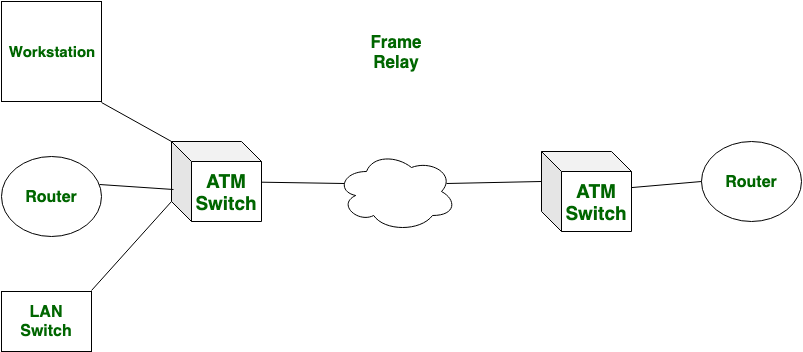 Workstation
Frame
Relay
Router
ATM
Switch
ATM
Switch
Router
LAN
Switch